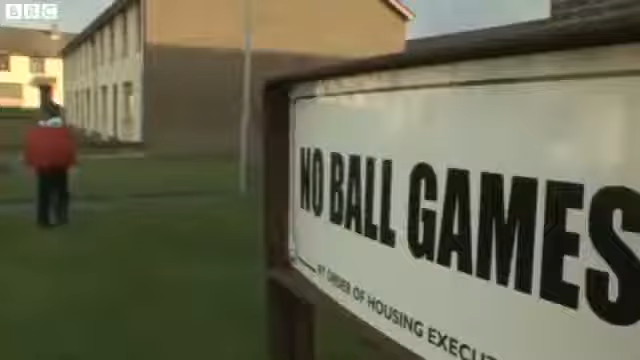 BBC
NO BALL GAMES
BY ORDER OF HOUSING EXECU